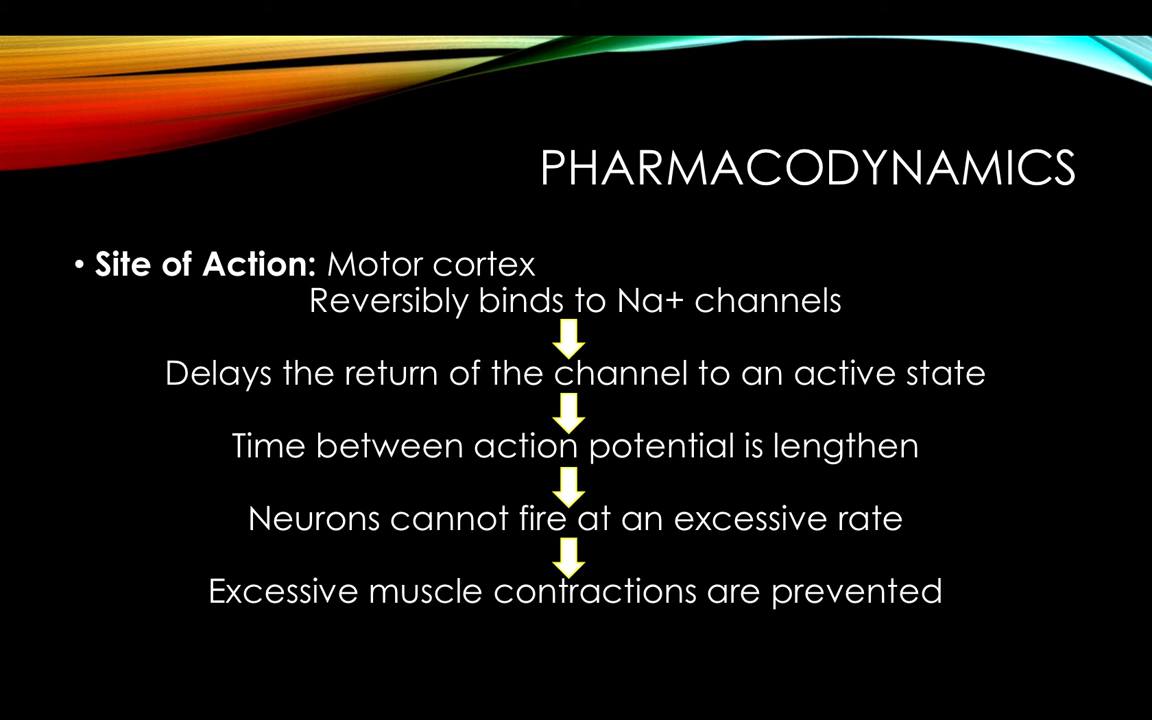 PHARMACODYNAMICS
• Site of Action: Motor cortex
Reversibly binds to Na+ channels
Delays the return of the channel to an active state
Time between action potential is lengthen
Neurons cannot fire at an excessive rate
Excessive muscle contractions are prevented